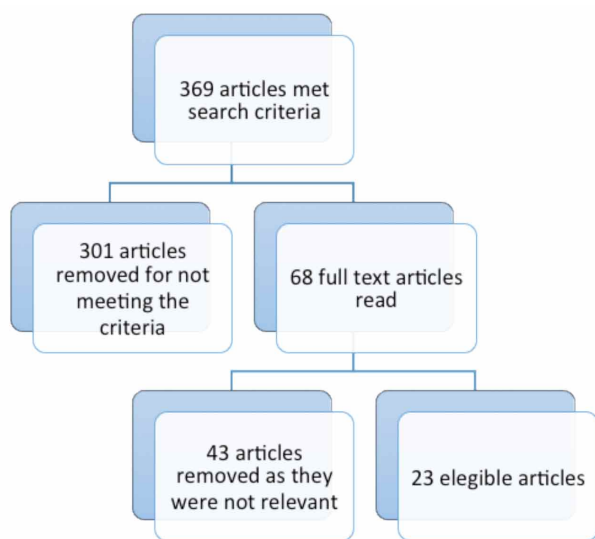 369 articles met
search criteria
301 articles
removed for not
meeting the
criteria
68 full text articles
read
43 articles
removed as they
were not relevant
23 elegible articles